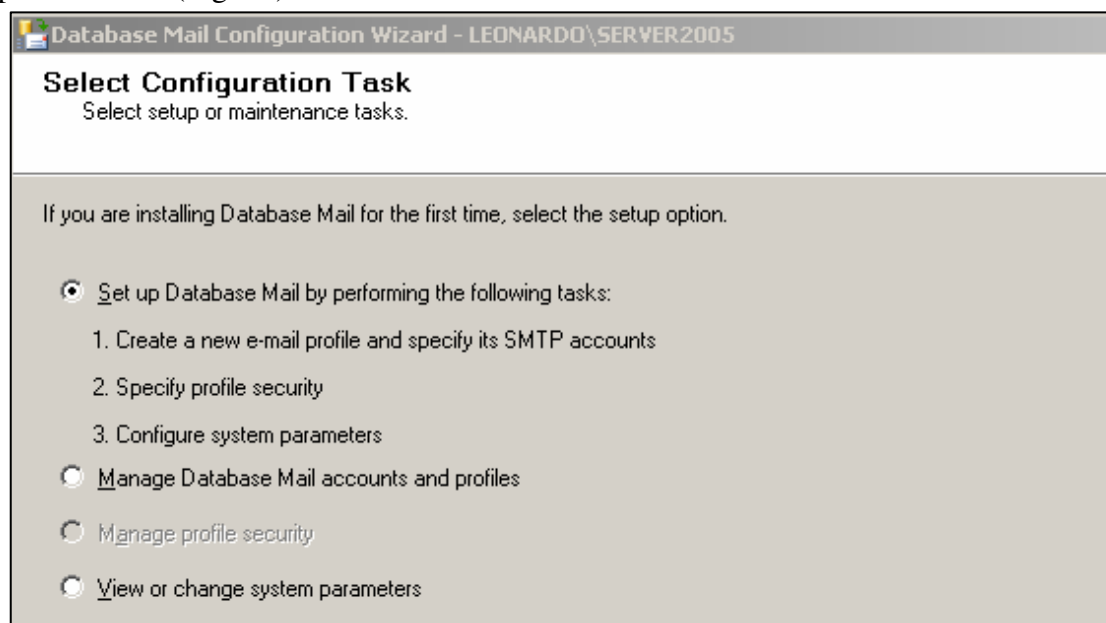 Database Mail Configuration Wizard - LEONARDO\SERVER2005
Select Configuration Task
Select setup or maintenance tasks.
If you are installing Database Mail for the first time, select the setup option.
Set up Database Mail by performing the following tasks:
1. Create a new e-mail profile and specify its SMTP accounts
2. Specify profile security
3. Configure system parameters
Manage Database Mail accounts and profiles
Manage profile security
View or change system parameters